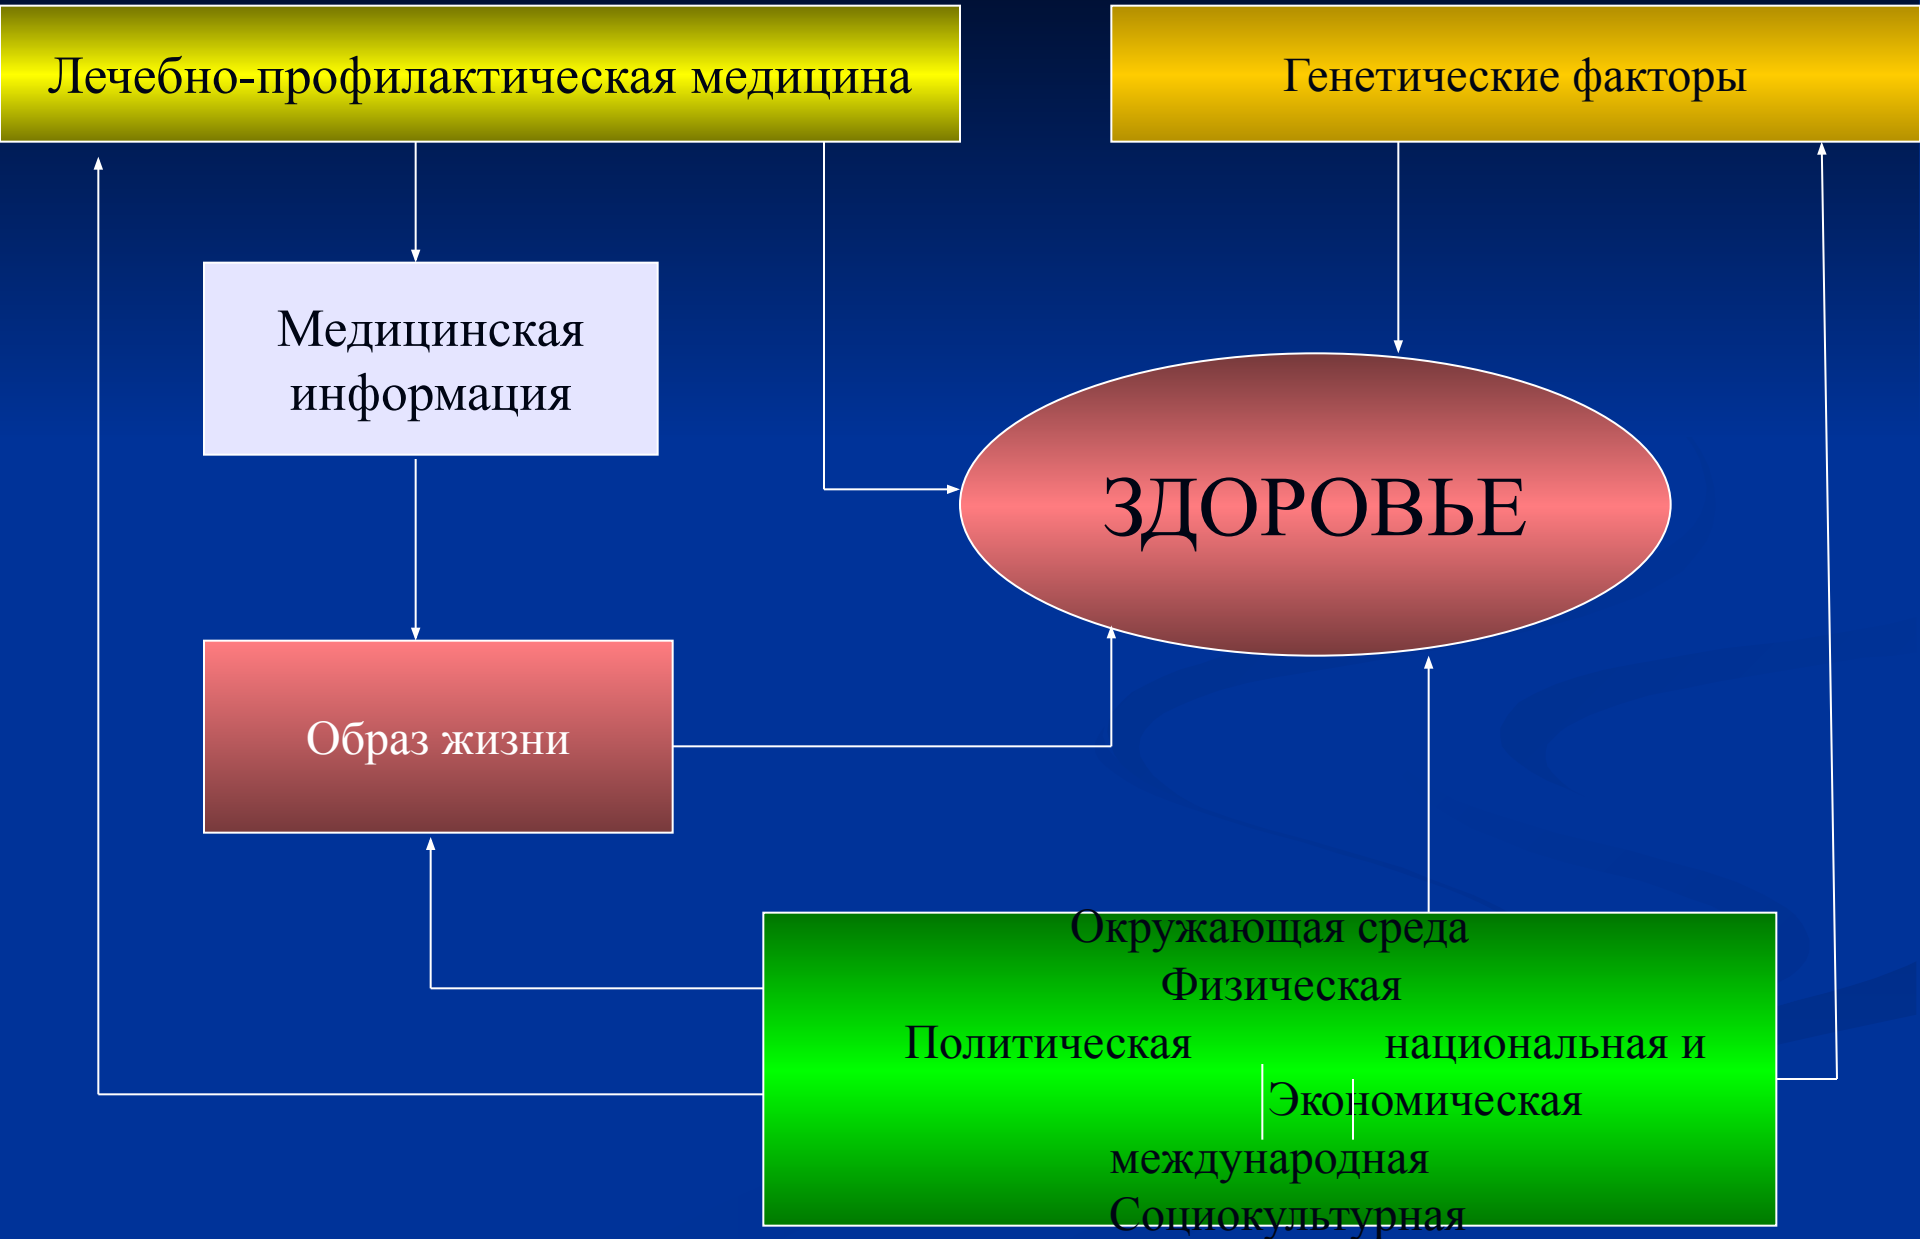 Лечебно-профилактическая медицина
Генетические факторы
Медицинская
информация
ЗДОРОВЬЕ
Образ жизни
Окружающая среда
Физическая
Политическая национальная и
Экономическая
международная
Социокультурная